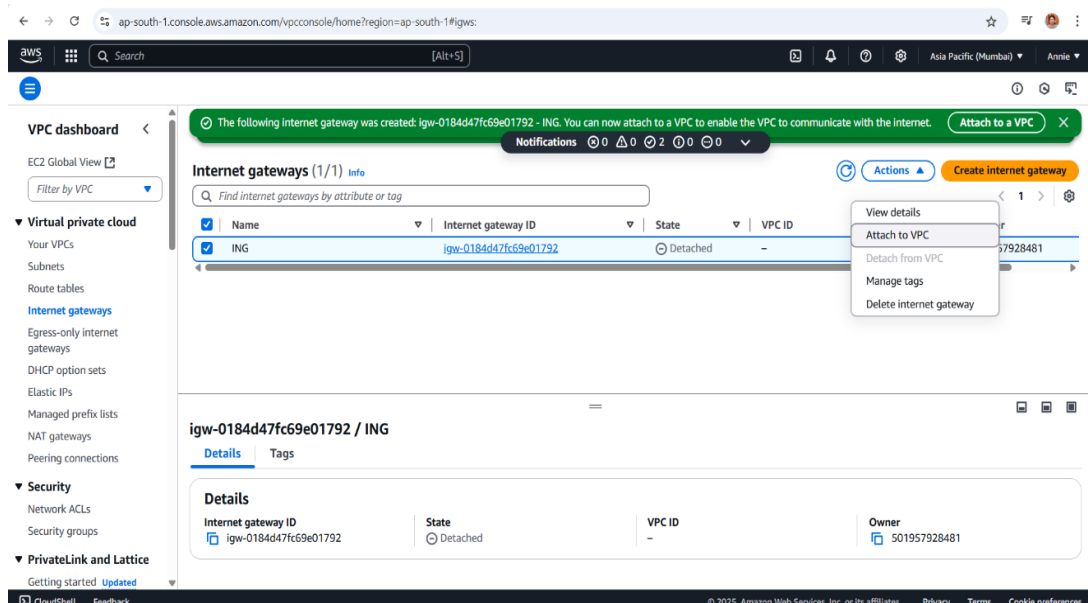 ap-south-1.console.aws.amazon.com/vpcconsole/home?region=ap-south-1#igws:
aws Search [Alt+S] Asia Pacific (Mumbai) ▼ Annie ▼
The following internet gateway was created: igw-0184d47fc69e01792 - ING. You can now attach to a VPC to enable the VPC to communicate with the internet. Attach to a VPC
Notifications 0 0 2 0 0
VPC dashboard
EC2 Global View
Filter by VPC
Virtual private cloud
Your VPCs
Subnets
Route tables
Internet gateways
Egress-only internet
gateways
DHCP option sets
Elastic IPs
Managed prefix lists
NAT gateways
Peering connections
Security
Network ACLs
Security groups
PrivateLink and Lattice
Getting started Updated
Internet gateways (1/1) Info
Actions
Create internet gateway
Find internet gateways by attribute or tag
1
Name Internet gateway ID State VPC ID
ING igw-0184d47fc69e01792 Detached – 57928481
View details
Attach to VPC
Detach from VPC
Manage tags
Delete internet gateway
igw-0184d47fc69e01792 / ING
Details Tags
Details
Internet gateway ID State VPC ID Owner
igw-0184d47fc69e01792 Detached – 501957928481
CloudShell Feedback © 2025, Amazon Web Services, Inc. or its affiliates. Privacy Terms Cookie preferences